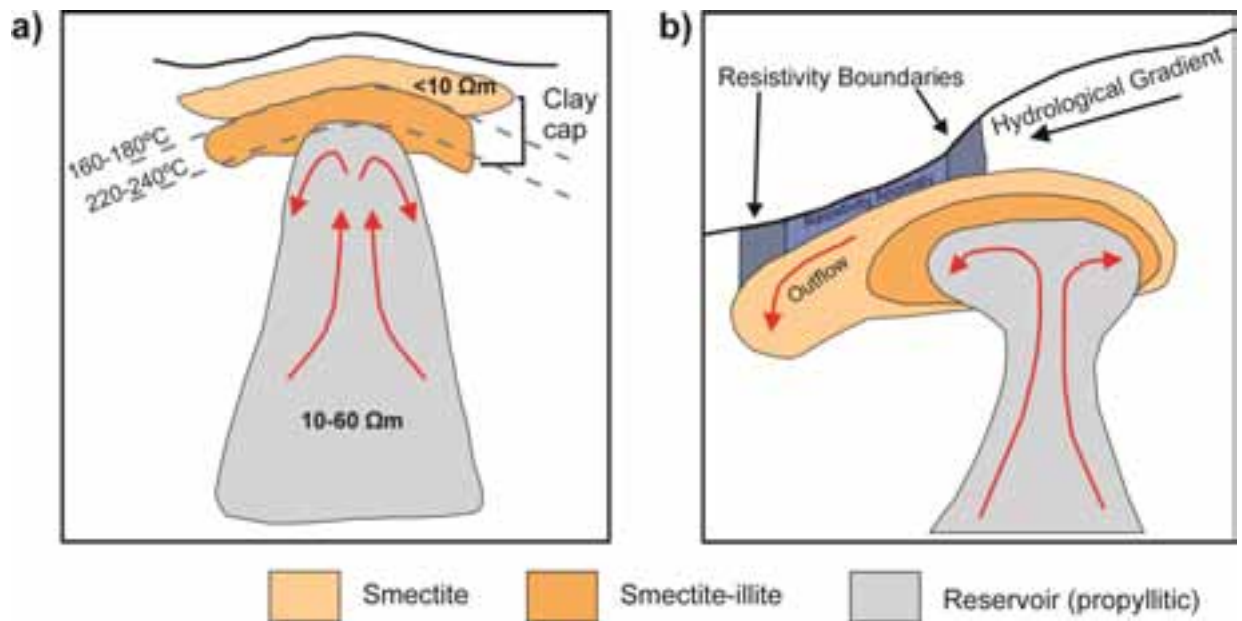 a)
<10 Ωm
Clay
cap
160-180ºC
220-240ºC
10-60 Ωm
b)
Resistivity Boundaries
Hydrological Gradient
Outflow
Smectite
Smectite-illite
Reservoir (propyllitic)